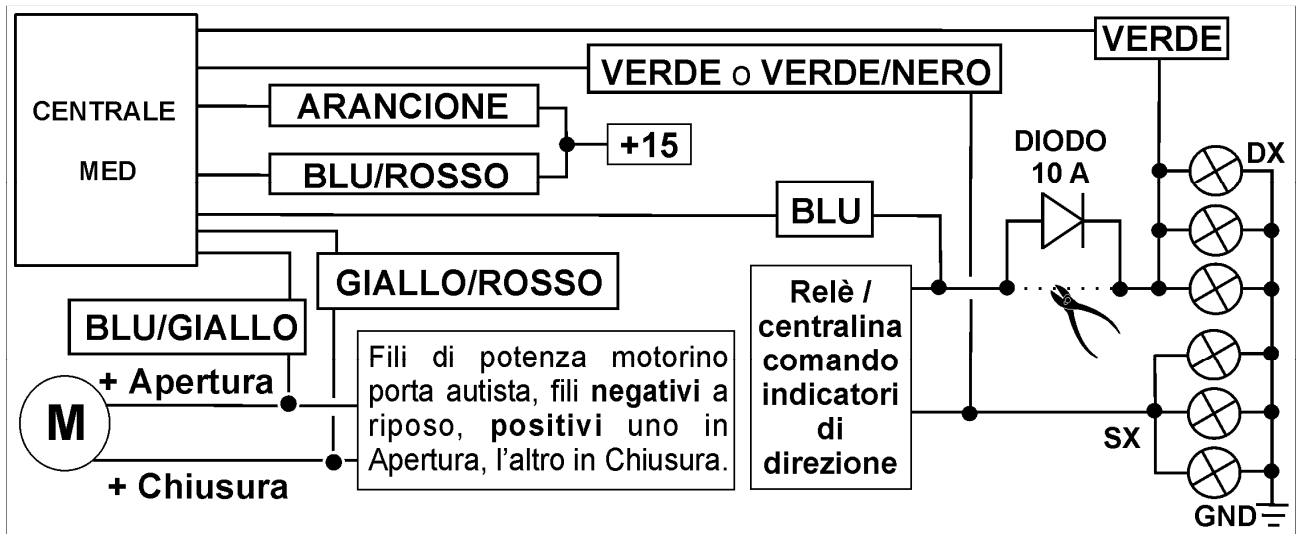 VERDE
VERDE o VERDE/NERO
CENTRALE
MED
ARANCIONE
+15
BLU/ROSSO
DIODO
10 A
DX
BLU
GIALLO/ROSSO
BLU/GIALLO
Relè /
centralina
comando
indicatori
di
direzione
+ Apertura
Fili di potenza motorino
porta autista, fili negativi a
riposo, positivi uno in
Apertura, l'altro in Chiusura.
M
+ Chiusura
SX
GND